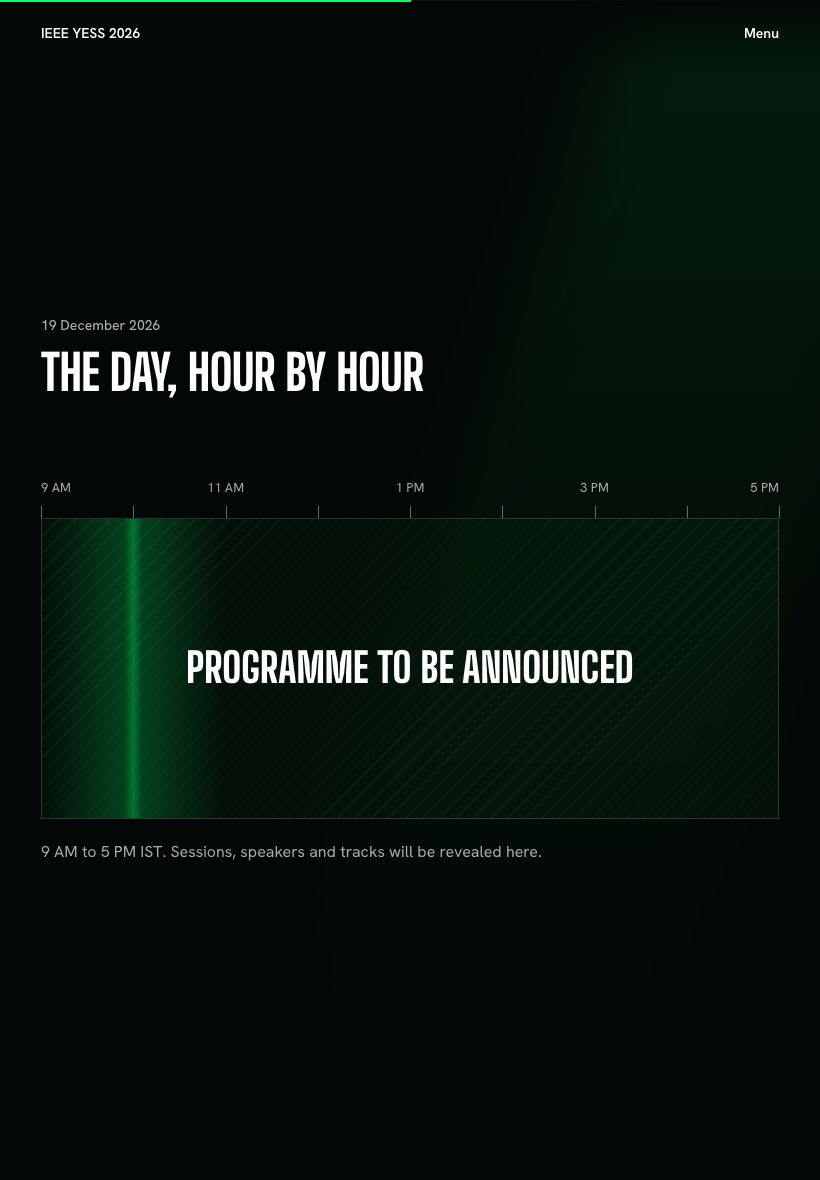 IEEE YESS 2026
Menu
19 December 2026
THE DAY, HOUR BY HOUR
9 AM
11 AM
1 PM
3 PM
5 PM
PROGRAMME TO BE ANNOUNCED
9 AM to 5 PM IST. Sessions, speakers and tracks will be revealed here.